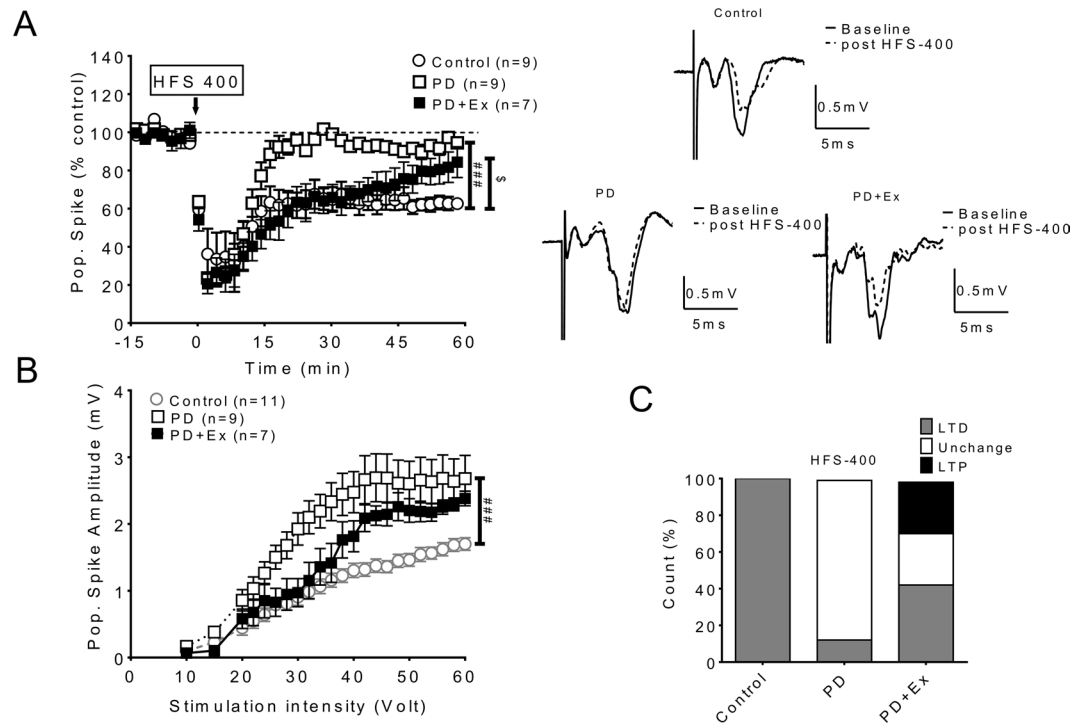 A
HFS 400
Control (n=9)
PD (n=9)
PD+Ex (n=7)
Pop. Spike (% control)
140
120
100
80
60
40
20
0
-15
0
15
30
45
60
Time (min)
###
$
Control
Baseline
post HFS-400
0.5mV
5ms
PD
Baseline
post HFS-400
0.5mV
5ms
PD+Ex
Baseline
post HFS-400
0.5mV
5ms
B
Control (n=11)
PD (n=9)
PD+Ex (n=7)
Pop. Spike Amplitude (mV)
4
3
2
1
0
0
10
20
30
40
50
60
Stimulation intensity (Volt)
###
C
LTD
Unchange
LTP
HFS-400
Count (%)
100
80
60
40
20
0
Control
PD
PD+Ex